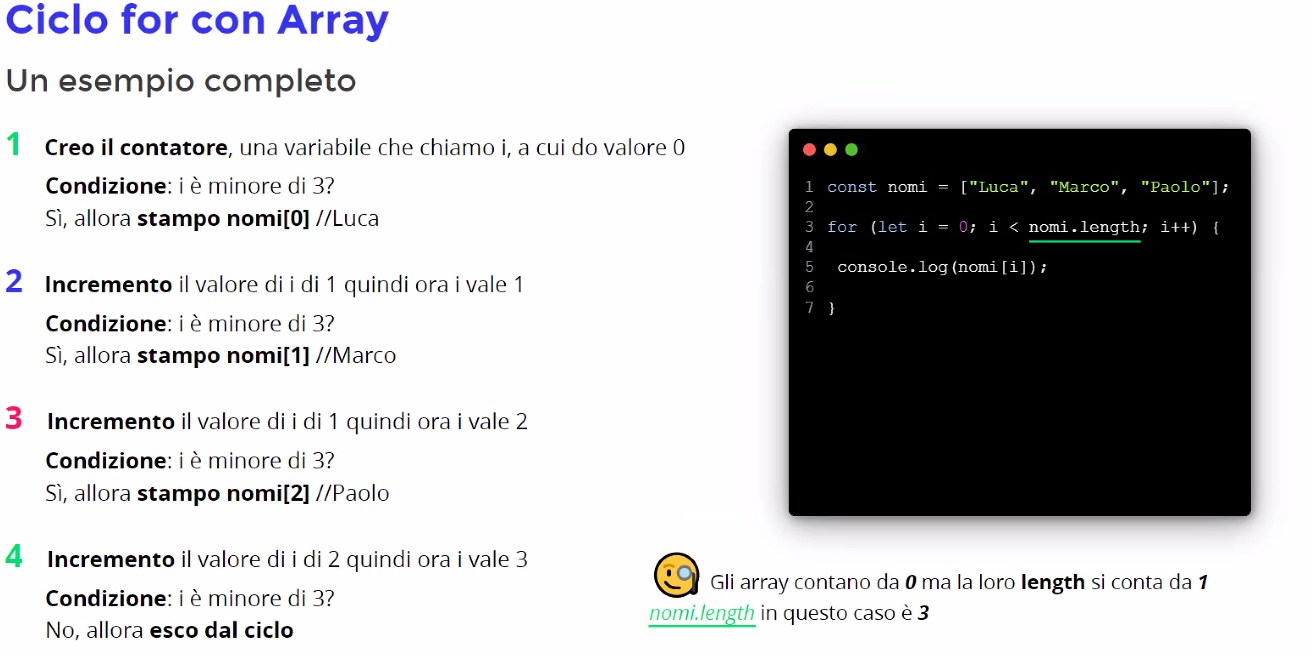 Ciclo for con Array
Un esempio completo
1 Creo il contatore, una variabile che chiamo i, a cui do valore 0
Condizione: i è minore di 3?
Sì, allora stampo nomi[0] //Luca
2 Incremento il valore di i di 1 quindi ora i vale 1
Condizione: i è minore di 3?
Sì, allora stampo nomi[1] //Marco
3 Incremento il valore di i di 1 quindi ora i vale 2
Condizione: i è minore di 3?
Sì, allora stampo nomi[2] //Paolo
4 Incremento il valore di i di 2 quindi ora i vale 3
Condizione: i è minore di 3?
No, allora esco dal ciclo
1 const nomi = ["Luca", "Marco", "Paolo"];
2
3 for (let i = 0; i < nomi.length; i++) {
4
5 console.log(nomi[i]);
6
7 }
Gli array contano da 0 ma la loro length si conta da 1
nomi.length in questo caso è 3